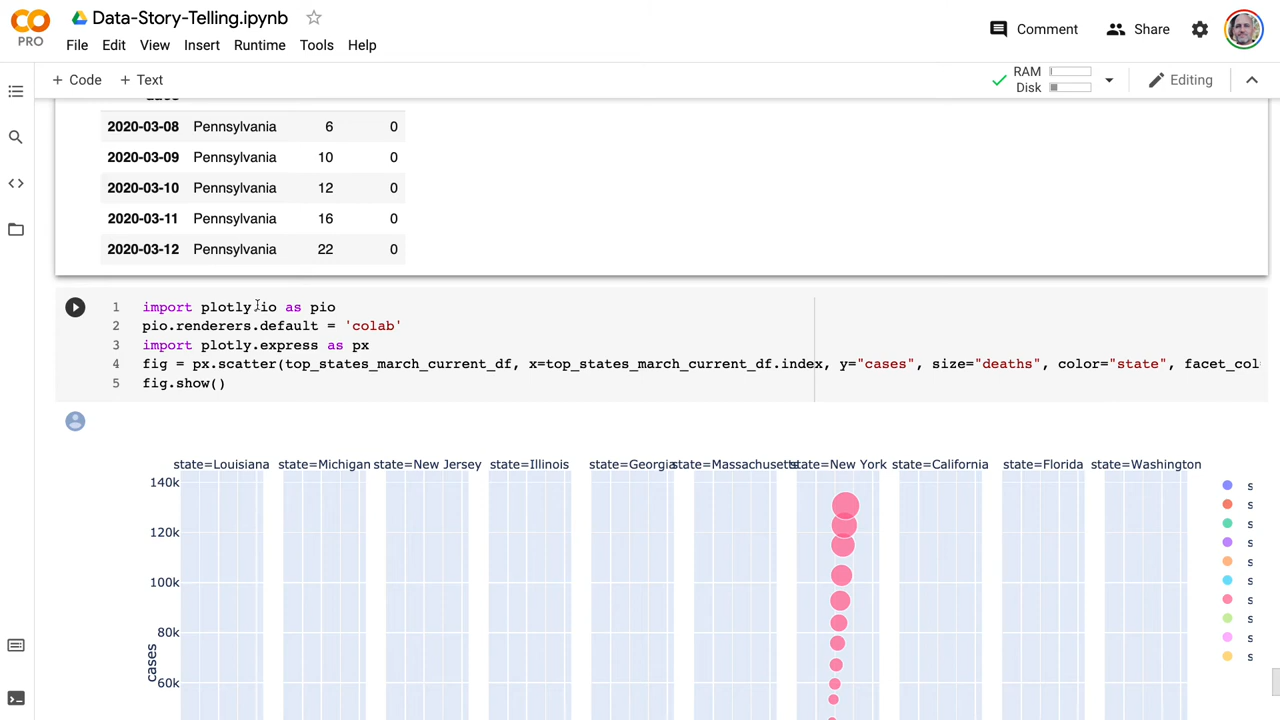 Data-Story-Telling.ipynb
PRO
File Edit View Insert Runtime Tools Help
Comment
Share
+ Code + Text
RAM
Disk
Editing
2020-03-08 Pennsylvania 6 0
2020-03-09 Pennsylvania 10 0
2020-03-10 Pennsylvania 12 0
2020-03-11 Pennsylvania 16 0
2020-03-12 Pennsylvania 22 0
1 import plotly.io as pio
2 pio.renderers.default = 'colab'
3 import plotly.express as px
4 fig = px.scatter(top_states_march_current_df, x=top_states_march_current_df.index, y="cases", size="deaths", color="state", facet_col
5 fig.show()
state=Louisiana state=Michigan state=New Jersey state=Illinois state=Georgia state=Massachusetts state=New York state=California state=Florida state=Washington
140k
120k
100k
80k
60k
cases
s
s
s
s
s
s
s
s
s
s